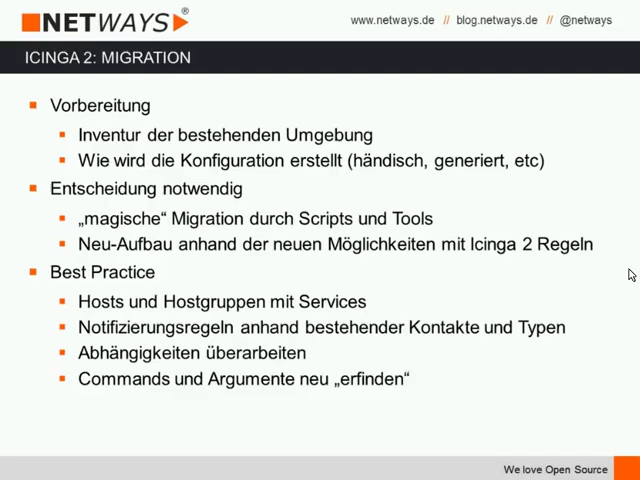 NETWAYS®
www.netways.de // blog.netways.de // @netways
ICINGA 2: MIGRATION
Vorbereitung
Inventur der bestehenden Umgebung
Wie wird die Konfiguration erstellt (händisch, generiert, etc)
Entscheidung notwendig
„magische“ Migration durch Scripts und Tools
Neu-Aufbau anhand der neuen Möglichkeiten mit Icinga 2 Regeln
Best Practice
Hosts und Hostgruppen mit Services
Notifizierungsregeln anhand bestehender Kontakte und Typen
Abhängigkeiten überarbeiten
Commands und Argumente neu „erfinden“
We love Open Source